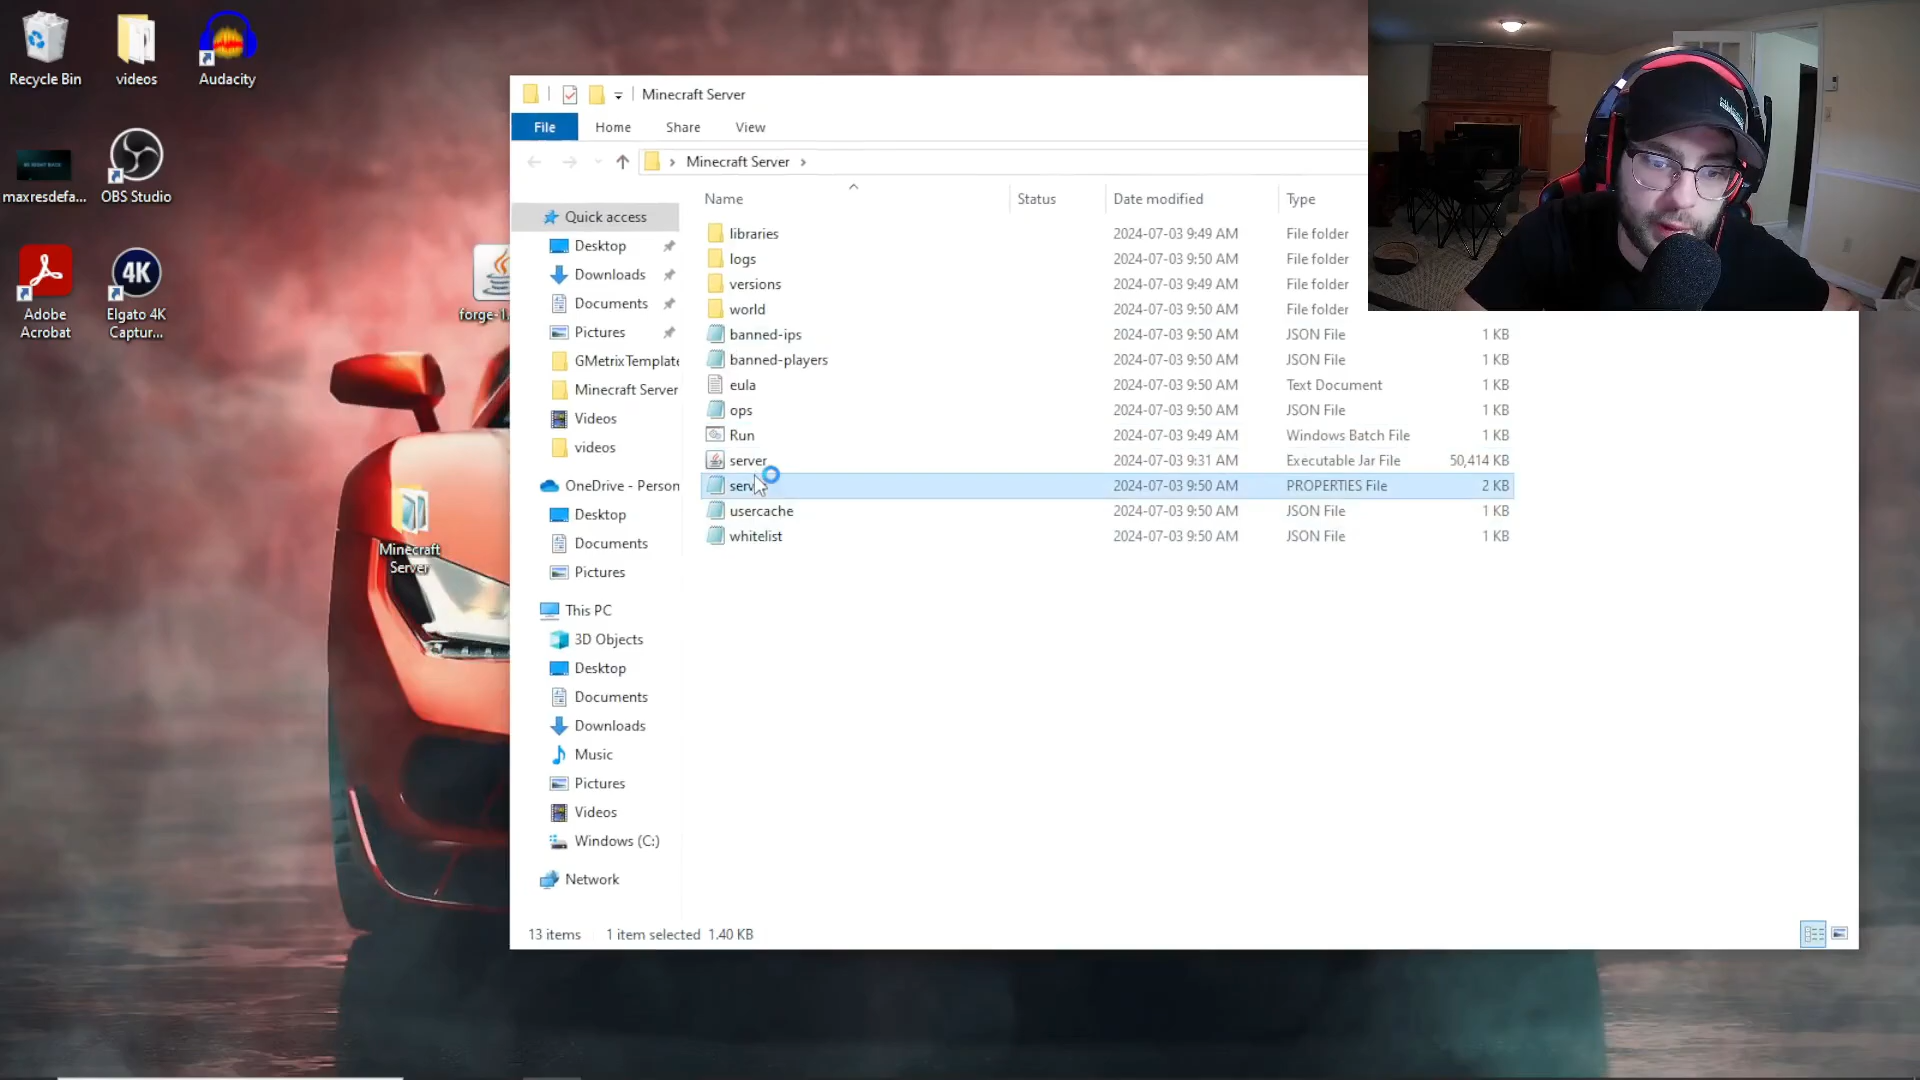 Recycle Bin
videos
Audacity
maxresdefa...
OBS Studio
Adobe
Acrobat
4K
Elgato 4K
Captur...
forge-1.
Minecraft
Server
Minecraft Server
File
Home
Share
View
Minecraft Server
Name
Status
Date modified
Type
Quick access
Desktop
Downloads
Documents
Pictures
GMetrixTemplate
Minecraft Server
Videos
videos
OneDrive - Person
Desktop
Documents
Pictures
This PC
3D Objects
Desktop
Documents
Downloads
Music
Pictures
Videos
Windows (C:)
Network
libraries 2024-07-03 9:49 AM File folder
logs 2024-07-03 9:50 AM File folder
versions 2024-07-03 9:49 AM File folder
world 2024-07-03 9:50 AM File folder
banned-ips 2024-07-03 9:50 AM JSON File 1 KB
banned-players 2024-07-03 9:50 AM JSON File 1 KB
eula 2024-07-03 9:50 AM Text Document 1 KB
ops 2024-07-03 9:50 AM JSON File 1 KB
Run 2024-07-03 9:49 AM Windows Batch File 1 KB
server 2024-07-03 9:31 AM Executable Jar File 50,414 KB
serv 2024-07-03 9:50 AM PROPERTIES File 2 KB
usercache 2024-07-03 9:50 AM JSON File 1 KB
whitelist 2024-07-03 9:50 AM JSON File 1 KB
13 items
1 item selected 1.40 KB